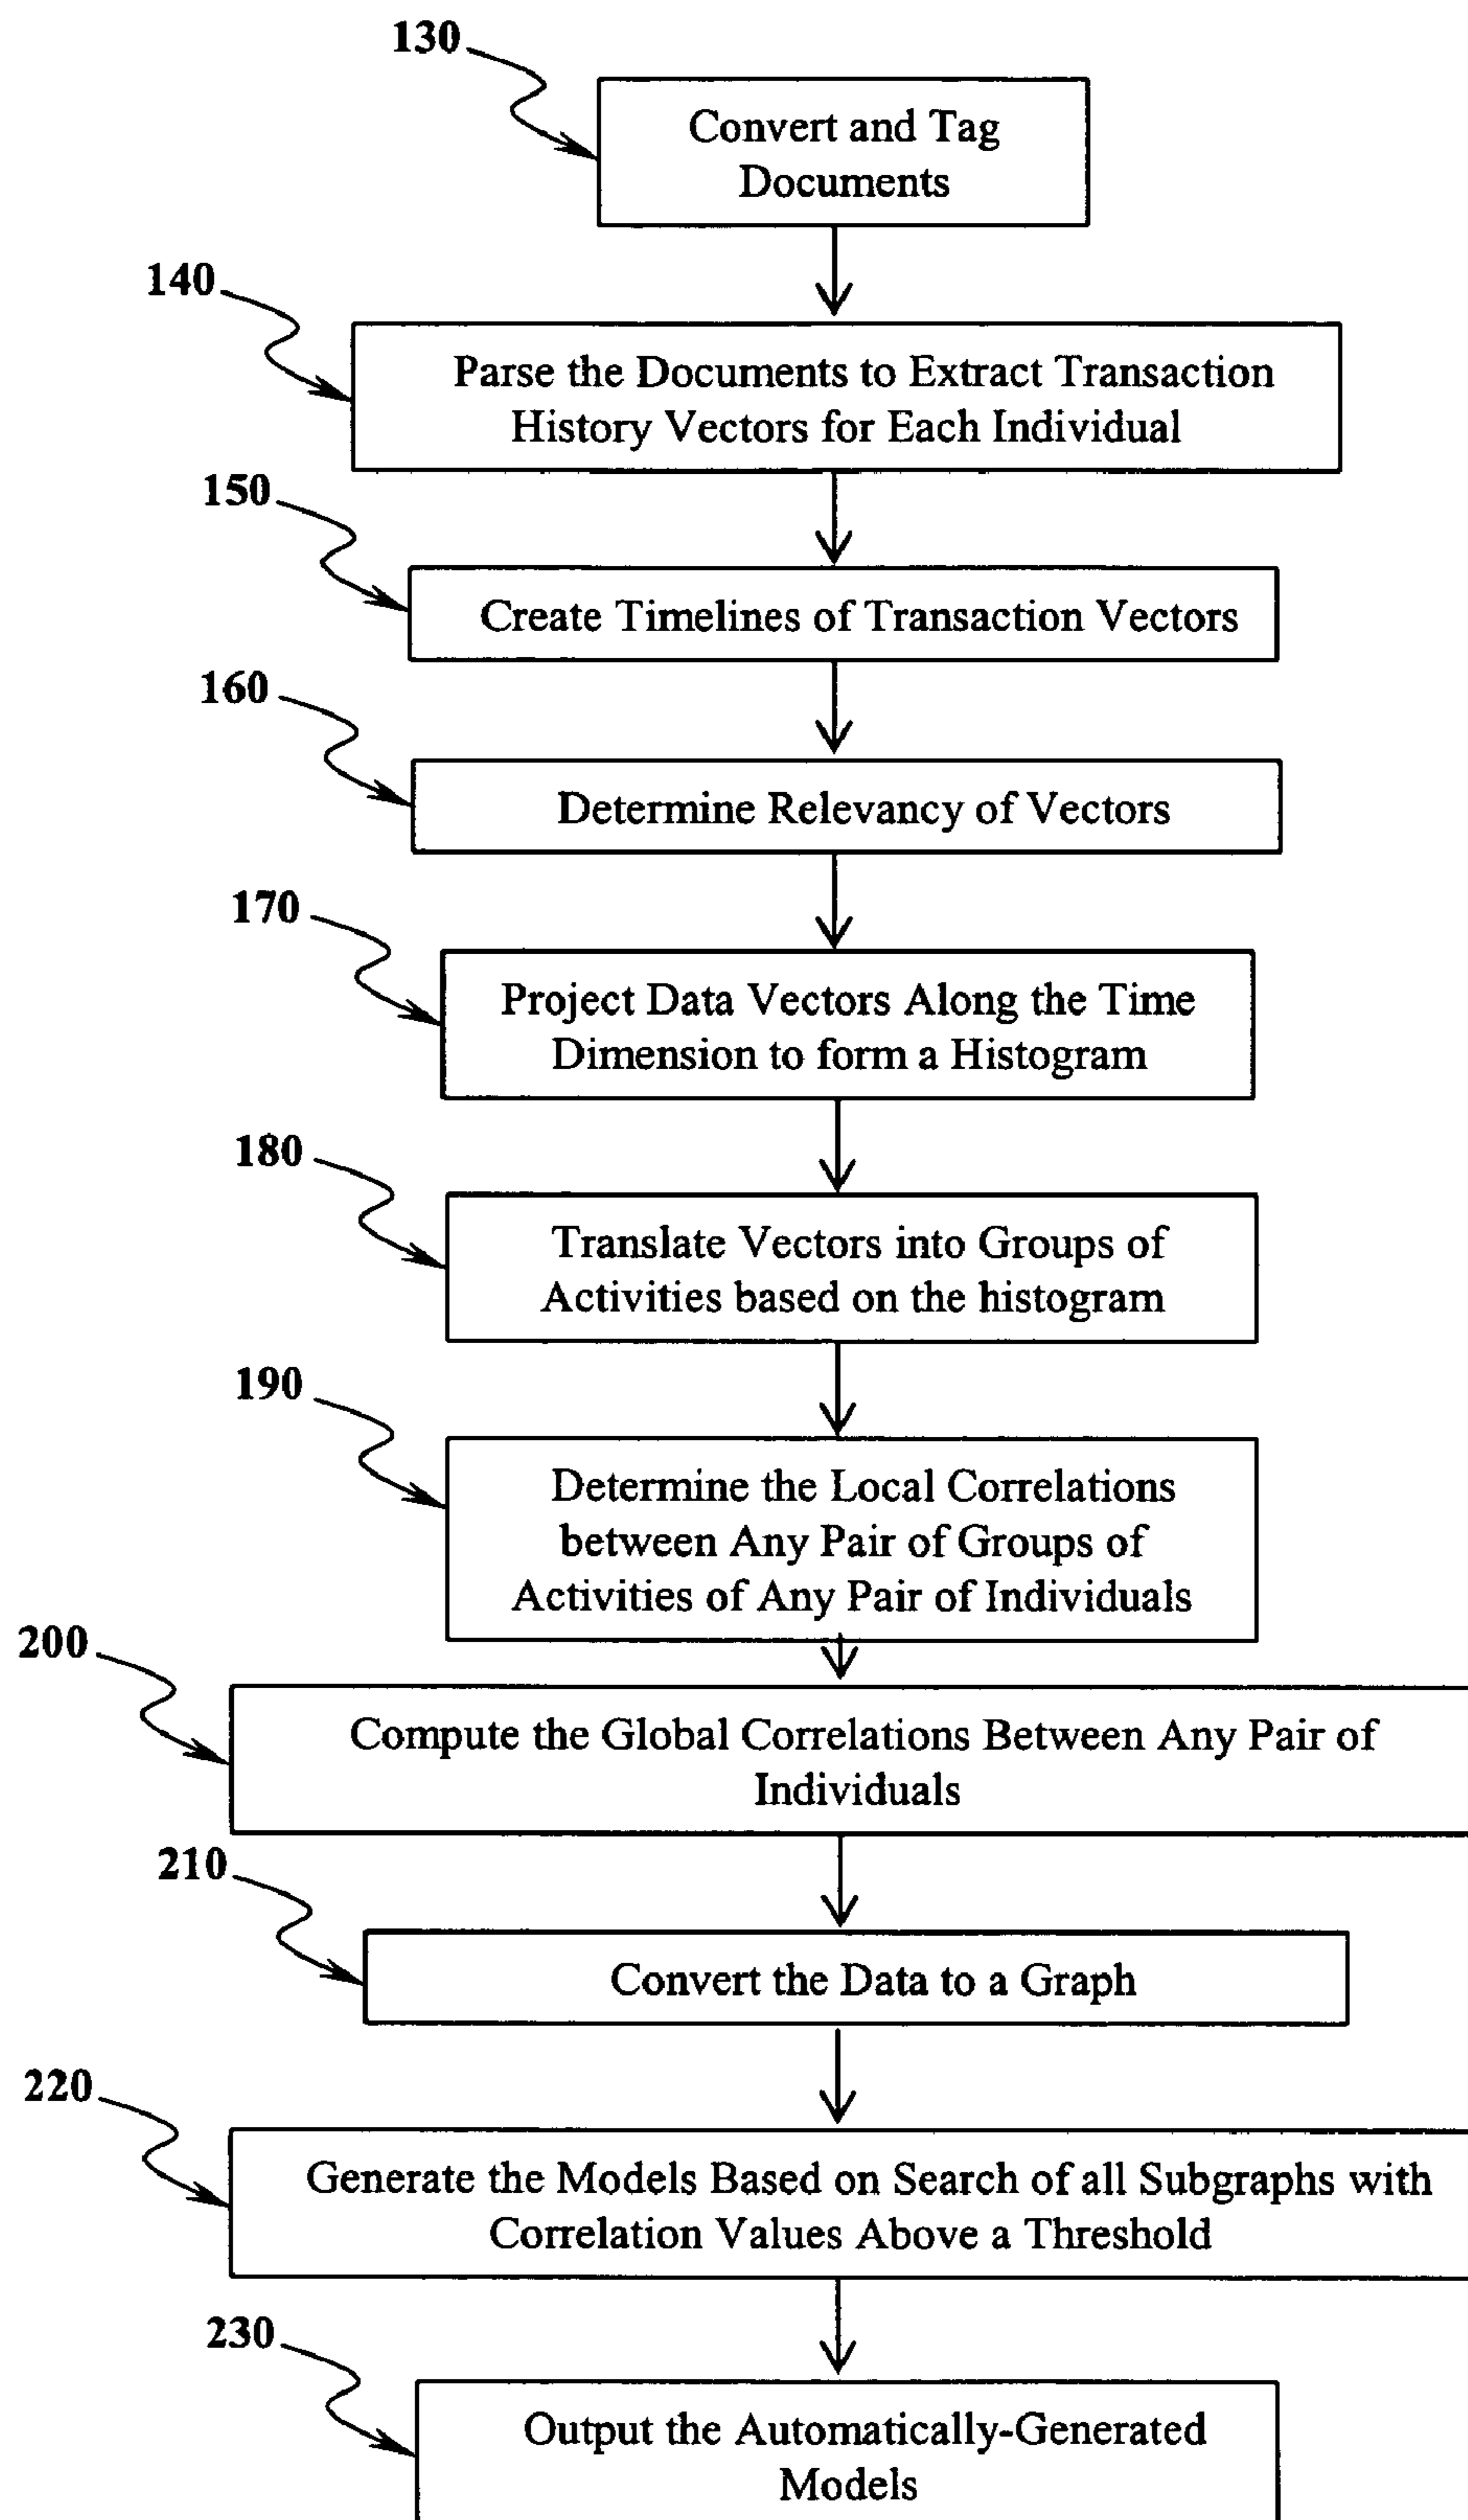 130
Convert and Tag
Documents
140
Parse the Documents to Extract Transaction
History Vectors for Each Individual
150
Create Timelines of Transaction Vectors
160
Determine Relevancy of Vectors
170
Project Data Vectors Along the Time
Dimension to form a Histogram
180
Translate Vectors into Groups of
Activities based on the histogram
190
Determine the Local Correlations
between Any Pair of Groups of
Activities of Any Pair of Individuals
200
Compute the Global Correlations Between Any Pair of
Individuals
210
Convert the Data to a Graph
220
Generate the Models Based on Search of all Subgraphs with
Correlation Values Above a Threshold
230
Output the Automatically-Generated
Models